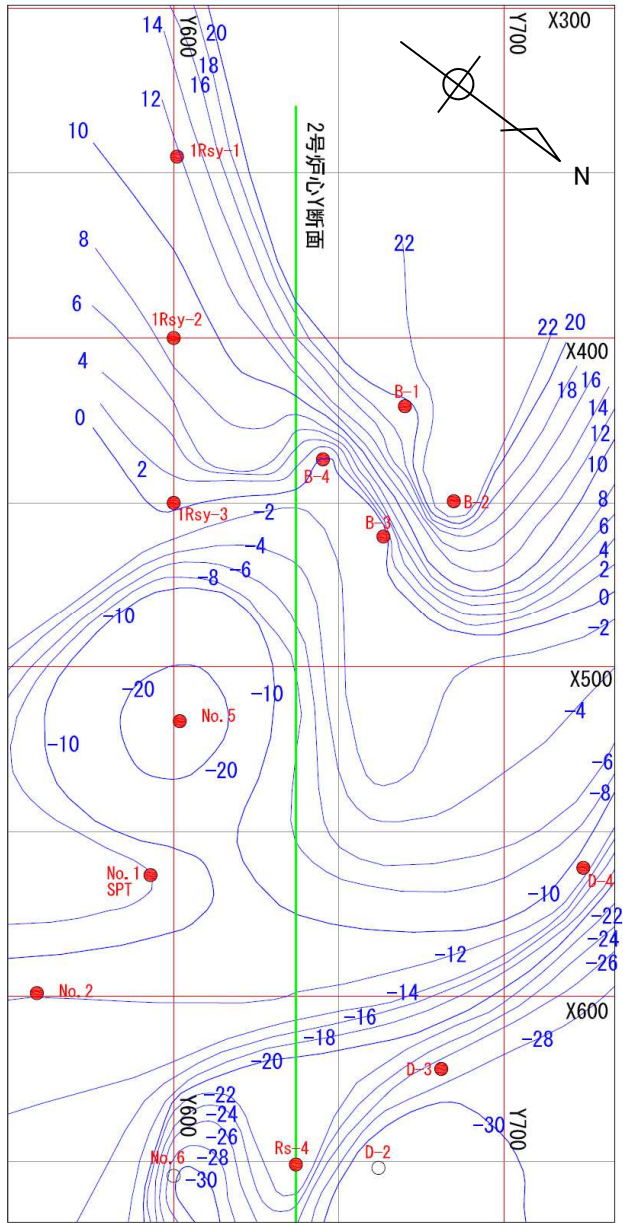 X300
14
Y600
20
Y700
18
16
12
10
1Rsy-1
2号炉心Y断面
N
8
22
6
1Rsy-2
22
20
4
X400
16
18
B-1
14
0
12
10
2
B-4
B-2
8
1Rsy-3
-2
B-3
6
-4
4
-6
2
-8
0
-10
-2
X500
-20
-10
-4
No.5
-10
-20
-6
-8
No.1
SPT
D-4
-10
-22
-24
-12
-26
No.2
-14
X600
-16
-18
-28
-20
D-3
-22
Y600
-24
-30
Y700
-26
Rs-4
D-2
No.6
-28
-30